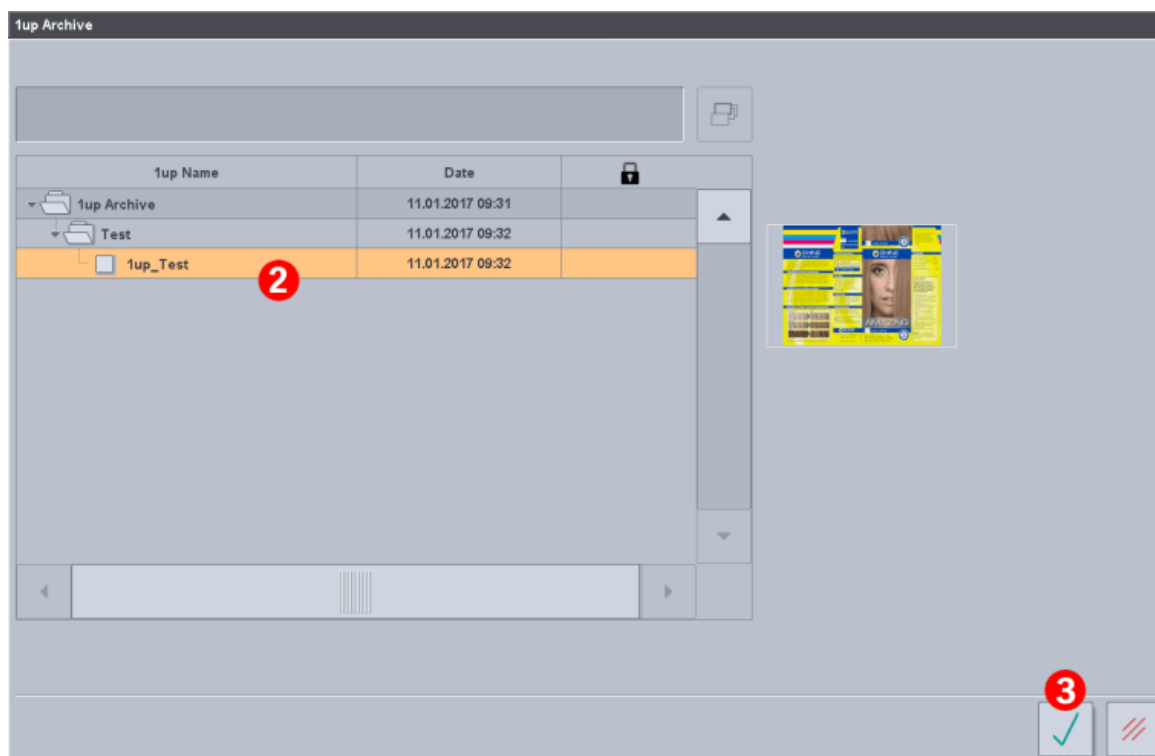 1up Archive
1up Name Date
1up Archive 11.01.2017 09:31
Test 11.01.2017 09:32
1up_Test 11.01.2017 09:32
2
AMAZING
3